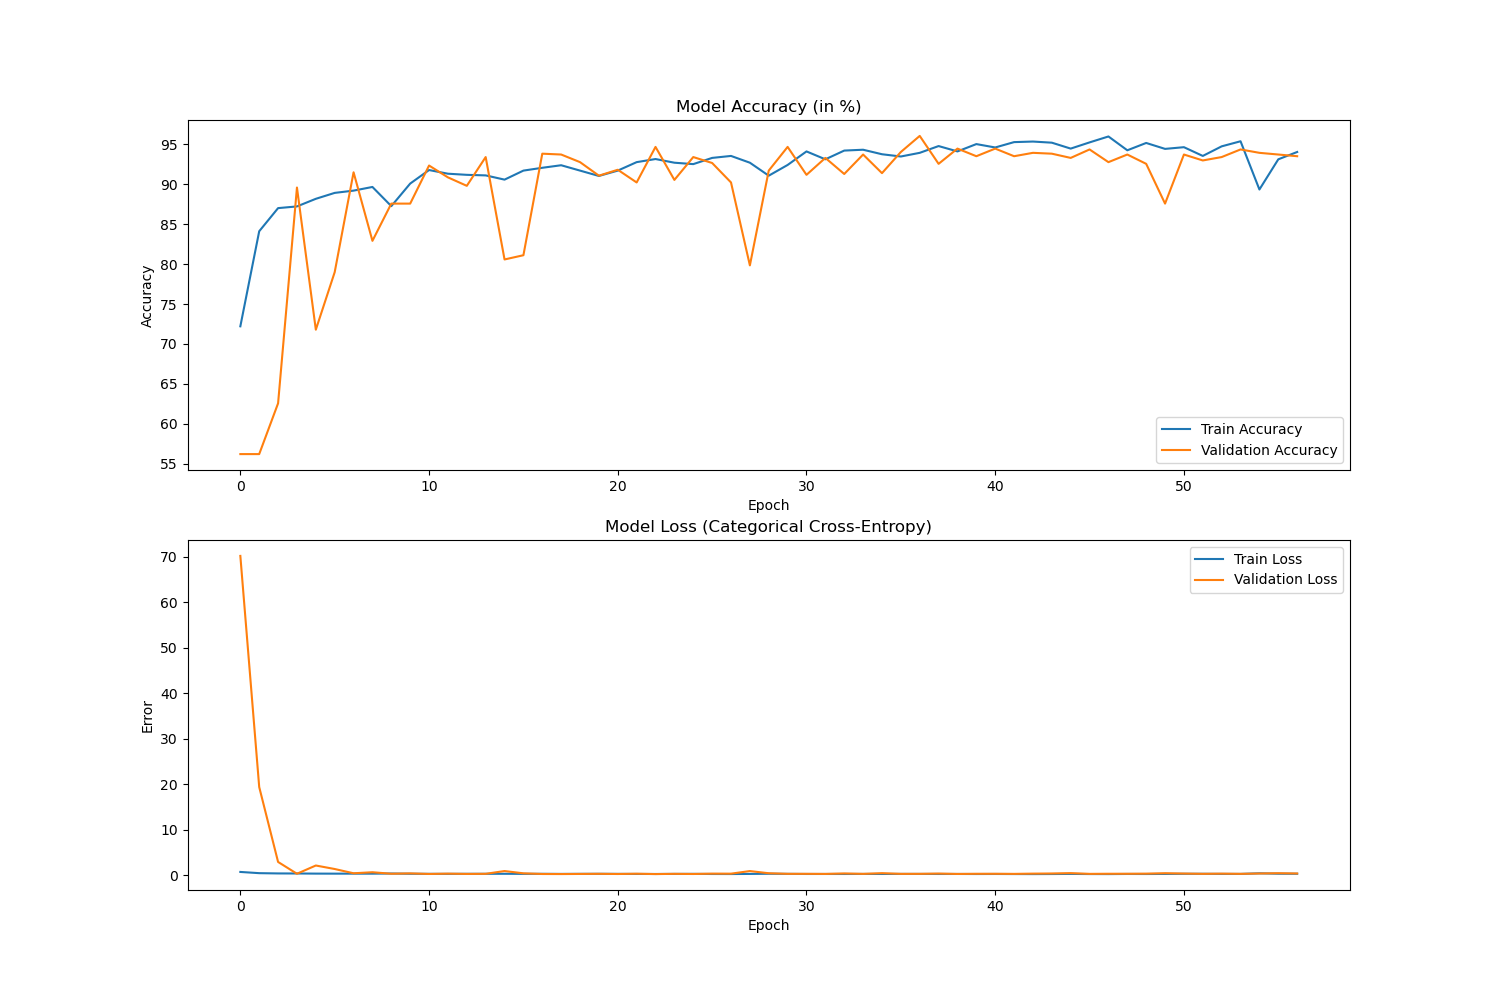 Model Accuracy (in %)
95
90
85
80
75
70
65
60
55
Accuracy
Train Accuracy
Validation Accuracy
0 10 20 30 40 50
Epoch
Model Loss (Categorical Cross-Entropy)
70
60
50
40
30
20
10
0
Error
Train Loss
Validation Loss
0 10 20 30 40 50
Epoch